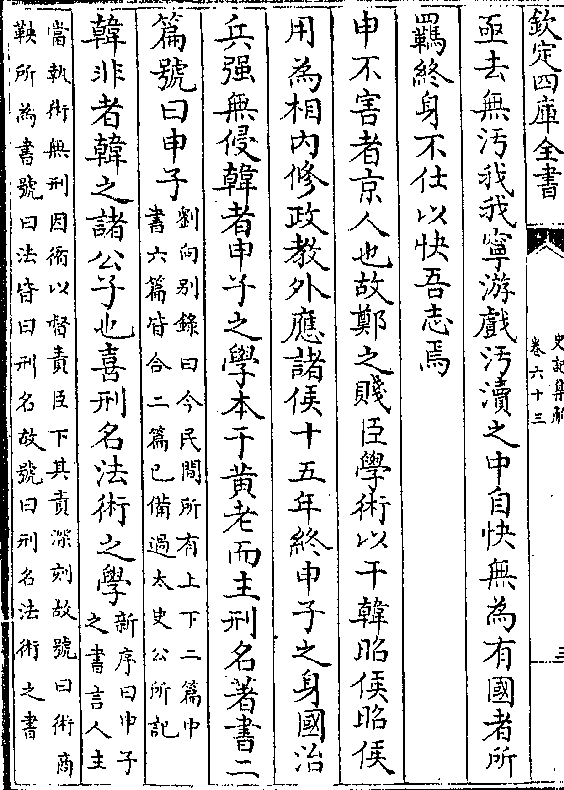 欽定四庫全書
史記集解
卷六十三
三
亟去無汚我我寧游戲汚瀆之中自快無為有國者所
羈終身不仕以快吾志焉
申不害者京人也故鄭之賤臣學術以干韓昭侯昭侯
用為相內修政教外應諸侯十五年終申子之身國治
兵强無侵韓者申子之學本于黃老而主刑名著書二
篇號曰申子
劉向别錄曰今民間所有上下二篇中
書六篇皆合二篇已備過太史公所記
韓非者韓之諸公子也喜刑名法術之學
新序曰申子
之書言人主
當執術無刑因術以督責臣下其責深刻故號曰術商
鞅所為書號曰法皆曰刑名故號曰刑名法術之書